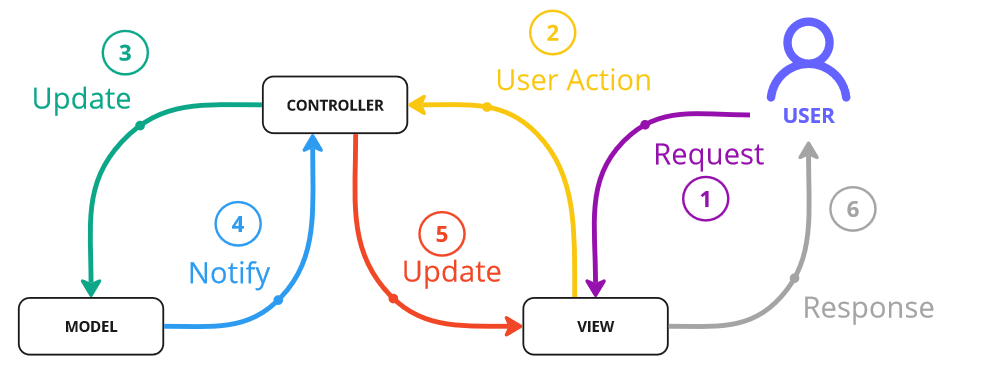 3
Update
CONTROLLER
2
User Action
USER
Request
1
4
Notify
5
Update
6
Response
MODEL
VIEW